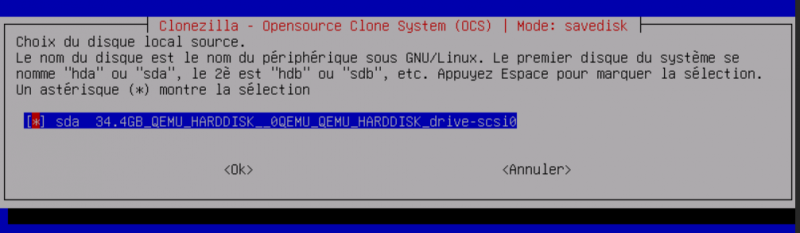 Clonezilla - Opensource Clone System (OCS) | Mode: savedisk
Choix du disque local source.
Le nom du disque est le nom du périphérique sous GNU/Linux. Le premier disque du système se
nomme "hda" ou "sda", le 2è est "hdb" ou "sdb", etc. Appuyez Espace pour marquer la sélection.
Un astérisque (*) montre la sélection
[*] sda 34.4GB_QEMU_HARDDISK__0QEMU_QEMU_HARDDISK_drive-scsi0
<Ok> <Annuler>